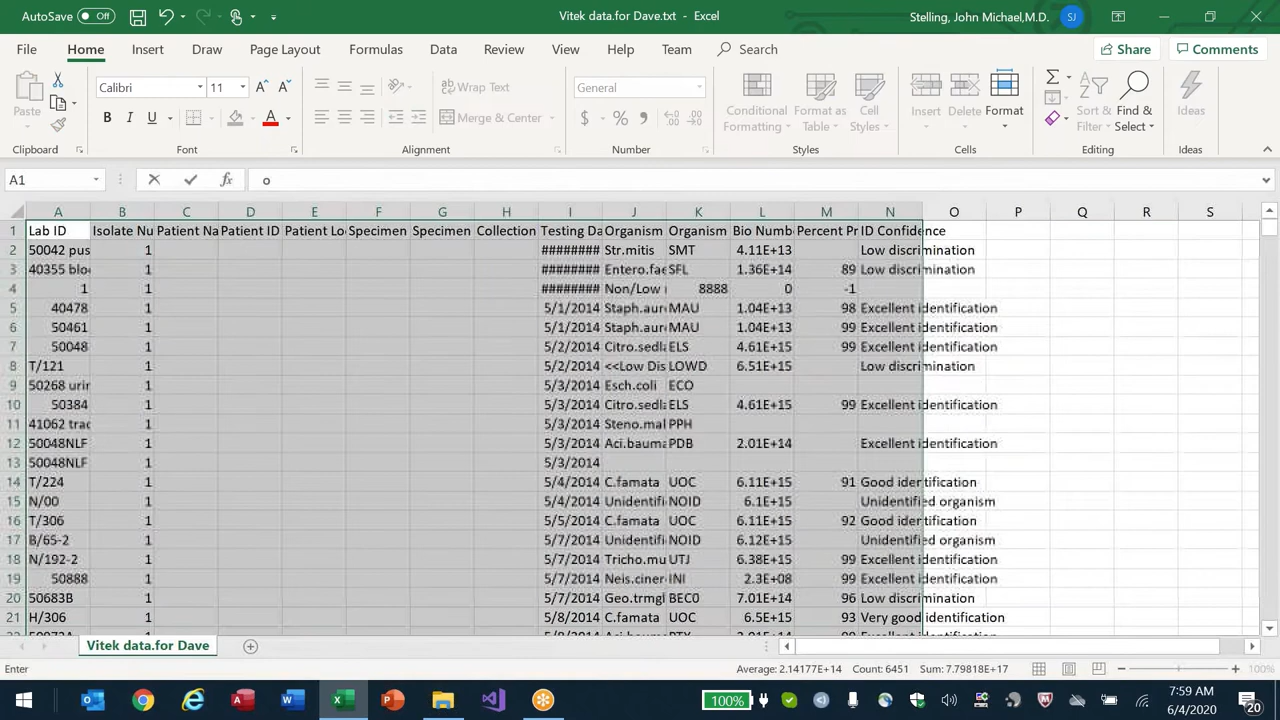 AutoSave Off Vitek data.for Dave.txt - Excel Stelling, John Michael,M.D. SJ
File Home Insert Draw Page Layout Formulas Data Review View Help Team Search Share Comments
Paste Calibri 11 Wrap Text General Conditional Formatting Format as Table Cell Styles Insert Delete Format Sort & Filter Find & Select Ideas
B I U A Merge & Center $ % 9
Clipboard Font Alignment Number Styles Cells Editing Ideas
A1 fx o
A B C D E F G H I J K L M N O P Q R S
1 Lab ID Isolate Nu Patient Na Patient ID Patient Lo Specimen Specimen Collection Testing Da Organism Organism Bio Numb Percent Pr ID Confidence
2 50042 pus 1 ######## Str.mitis SMT 4.11E+13 Low discrimination
3 40355 blo 1 ######## Entero.fae SFL 1.36E+14 89 Low discrimination
4 1 1 ######## Non/Low 8888 0 -1
5 40478 1 5/1/2014 Staph.aur MAU 1.04E+13 98 Excellent identification
6 50461 1 5/1/2014 Staph.aur MAU 1.04E+13 99 Excellent identification
7 50048 1 5/2/2014 Citro.sedla ELS 4.61E+15 99 Excellent identification
8 T/121 1 5/2/2014 <<Low Dis LOWD 6.51E+15 Low discrimination
9 50268 urin 1 5/3/2014 Esch.coli ECO
10 50384 1 5/3/2014 Citro.sedla ELS 4.61E+15 99 Excellent identification
11 41062 trac 1 5/3/2014 Steno.mal PPH
12 50048NLF 1 5/3/2014 Aci.bauma PDB 2.01E+14 Excellent identification
13 50048NLF 1 5/3/2014
14 T/224 1 5/4/2014 C.famata UOC 6.11E+15 91 Good identification
15 N/00 1 5/5/2014 Unidentifi NOID 6.1E+15 Unidentified organism
16 T/306 1 5/5/2014 C.famata UOC 6.11E+15 92 Good identification
17 B/65-2 1 5/7/2014 Unidentifi NOID 6.12E+15 Unidentified organism
18 N/192-2 1 5/7/2014 Tricho.mu UTJ 6.38E+15 99 Excellent identification
19 50888 1 5/7/2014 Neis.ciner INI 2.3E+08 99 Excellent identification
20 50683B 1 5/7/2014 Geo.trmgl BEC0 7.01E+14 96 Low discrimination
21 H/306 1 5/8/2014 C.famata UOC 6.5E+15 93 Very good identification
Vitek data.for Dave
Enter Average: 2.14177E+14 Count: 6451 Sum: 7.79818E+17 100%
100% 7:59 AM
6/4/2020 20